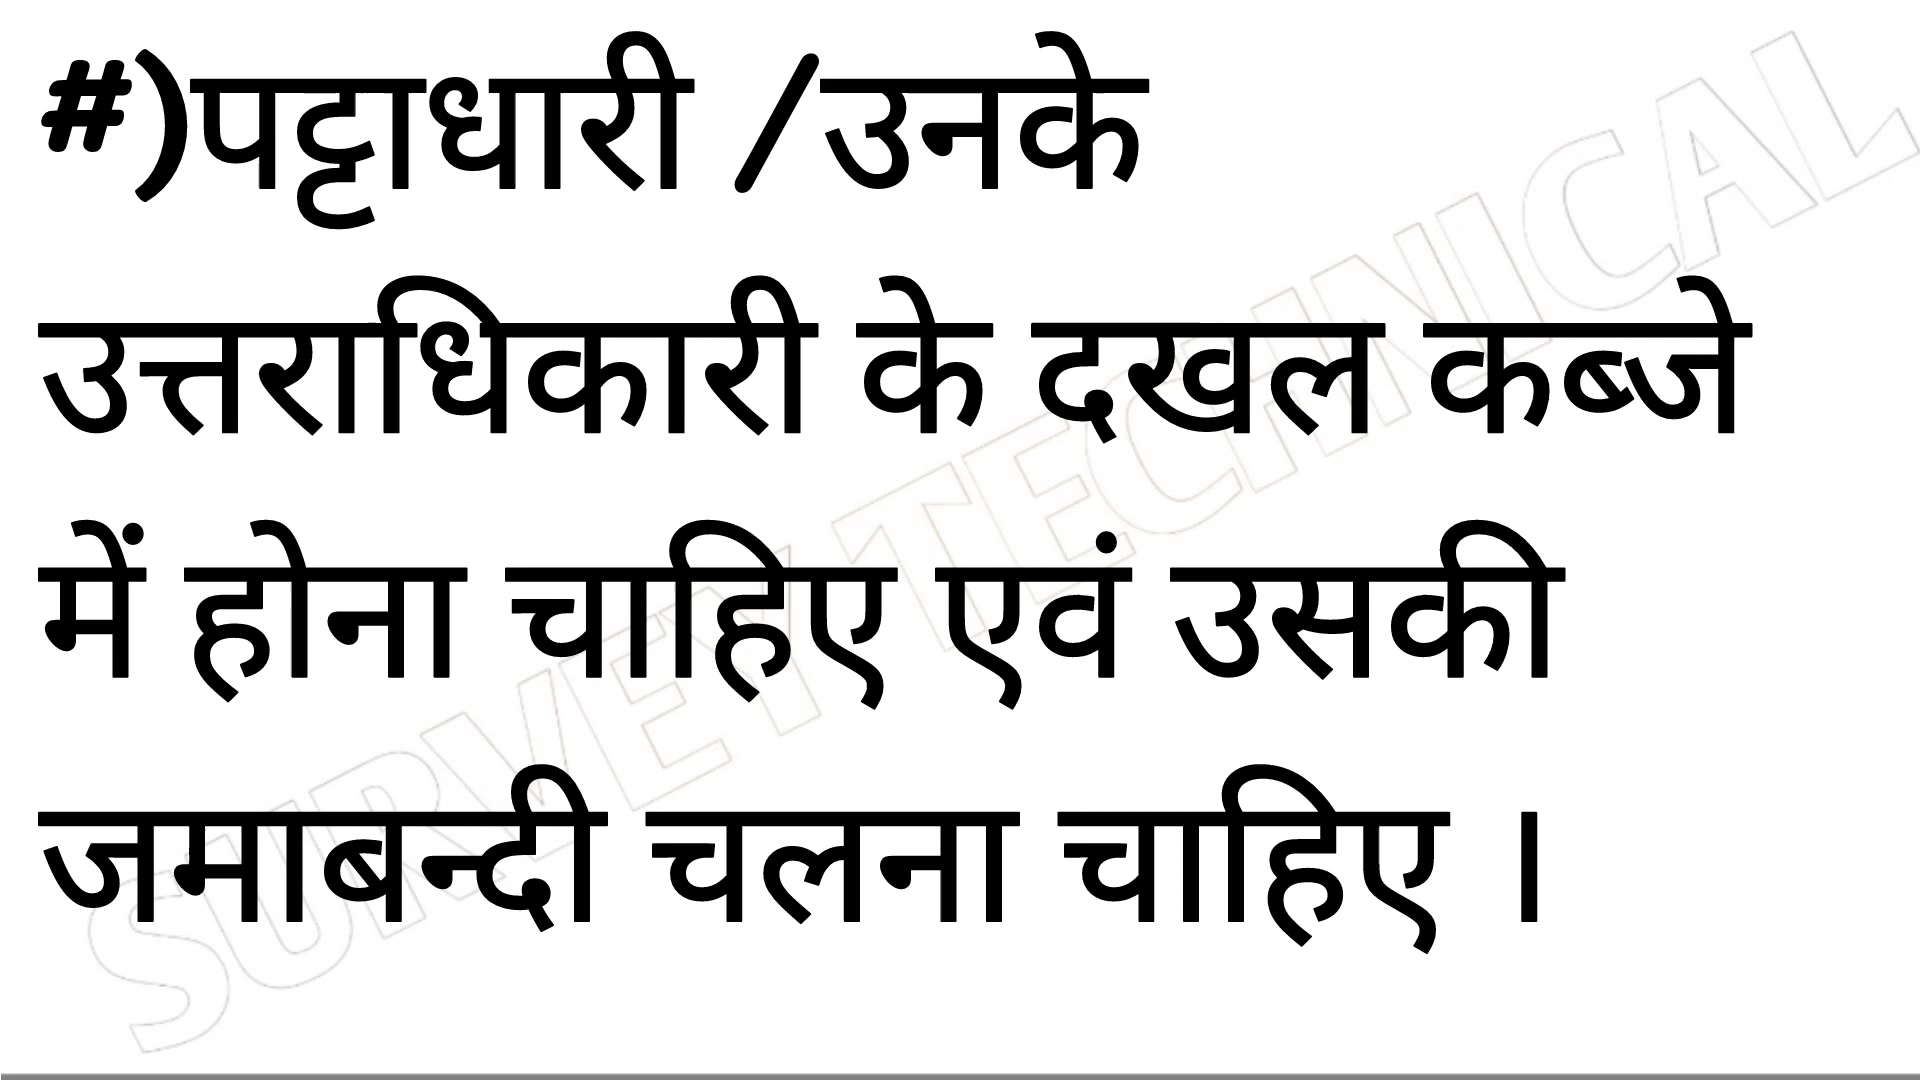 #)पट्टाधारी /उनके
उत्तराधिकारी के दखल कब्जे
में होना चाहिए एवं उसकी
जमाबन्दी चलना चाहिए ।
SURVEY TECHNICAL